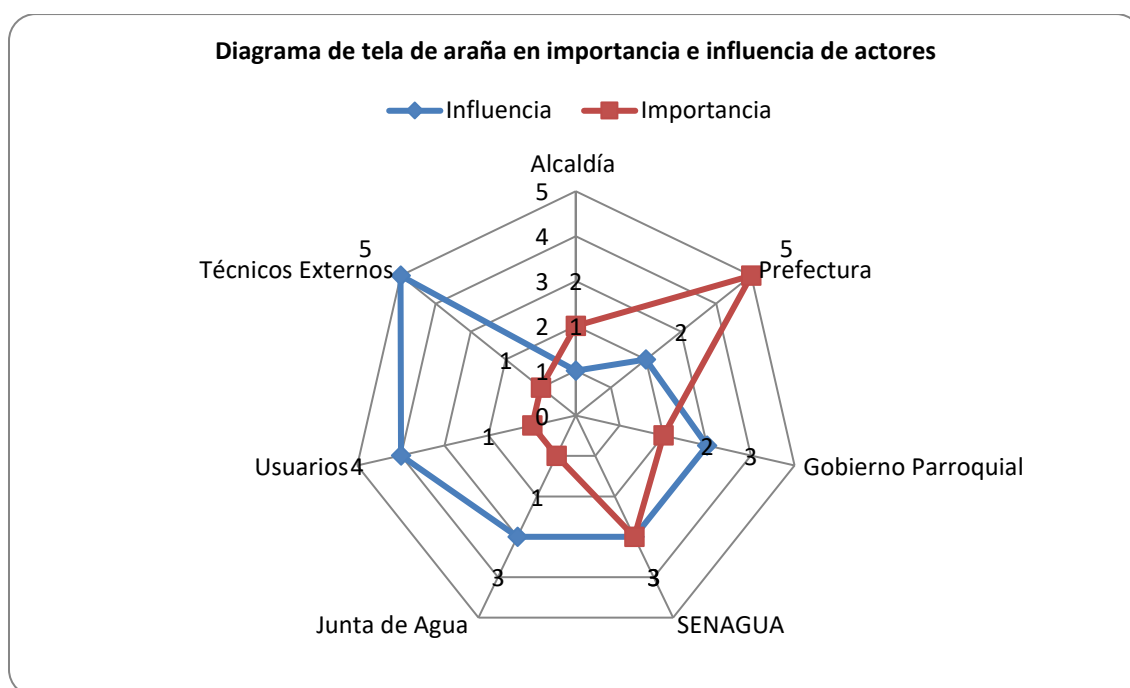 Diagrama de tela de araña en importancia e influencia de actores
Influencia Importancia
Alcaldía
5
5 5
4
Técnicos Externos Prefectura
3 2
2 1 2
1 1
0
1 2 3
Usuarios 4 Gobierno Parroquial
1
3 3
Junta de Agua SENAGUA